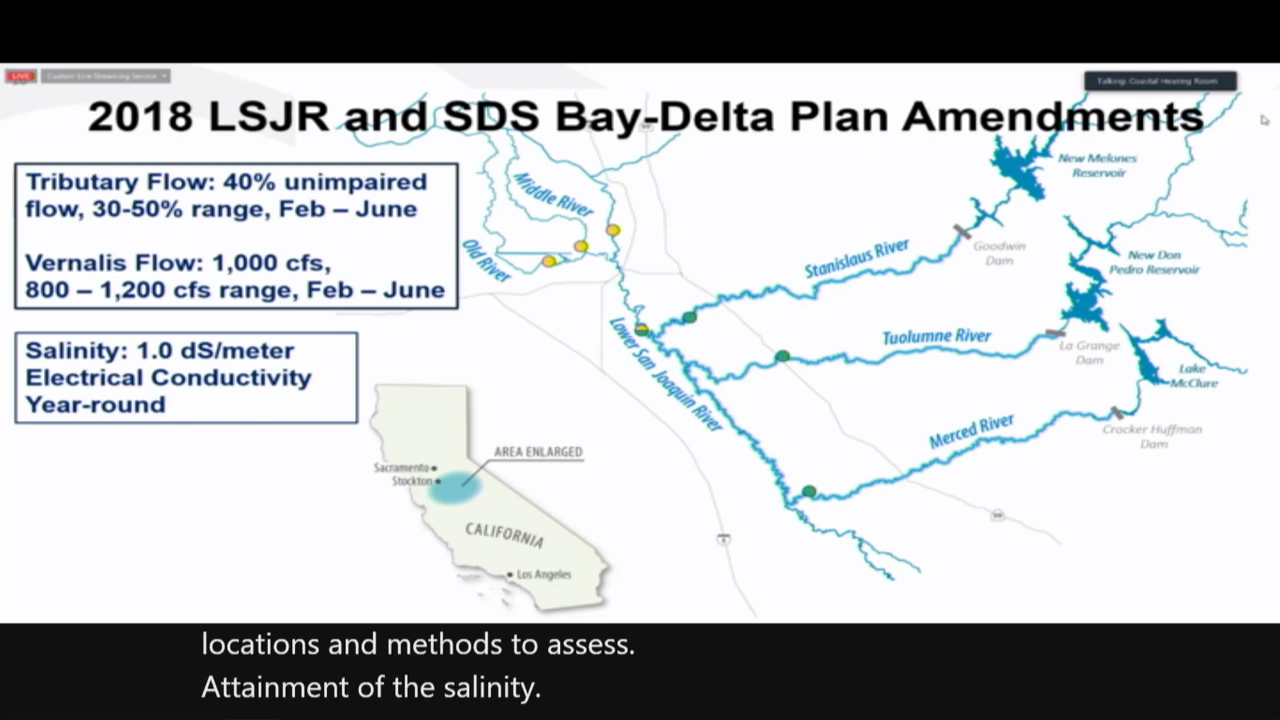 LIVE
Custom Live Streaming Service
Talking: Coastal Hearing Room
2018 LSJR and SDS Bay-Delta Plan Amendments
Tributary Flow: 40% unimpaired
flow, 30-50% range, Feb – June
Vernalis Flow: 1,000 cfs,
800 – 1,200 cfs range, Feb – June
Salinity: 1.0 dS/meter
Electrical Conductivity
Year-round
Middle River
Old River
Lower San Joaquin River
Stanislaus River
Tuolumne River
Merced River
New Melones
Reservoir
Goodwin
Dam
New Don
Pedro Reservoir
La Grange
Dam
Lake
McClure
Crocker Huffman
Dam
AREA ENLARGED
Sacramento
Stockton
CALIFORNIA
Los Angeles
5
99
locations and methods to assess.
Attainment of the salinity.